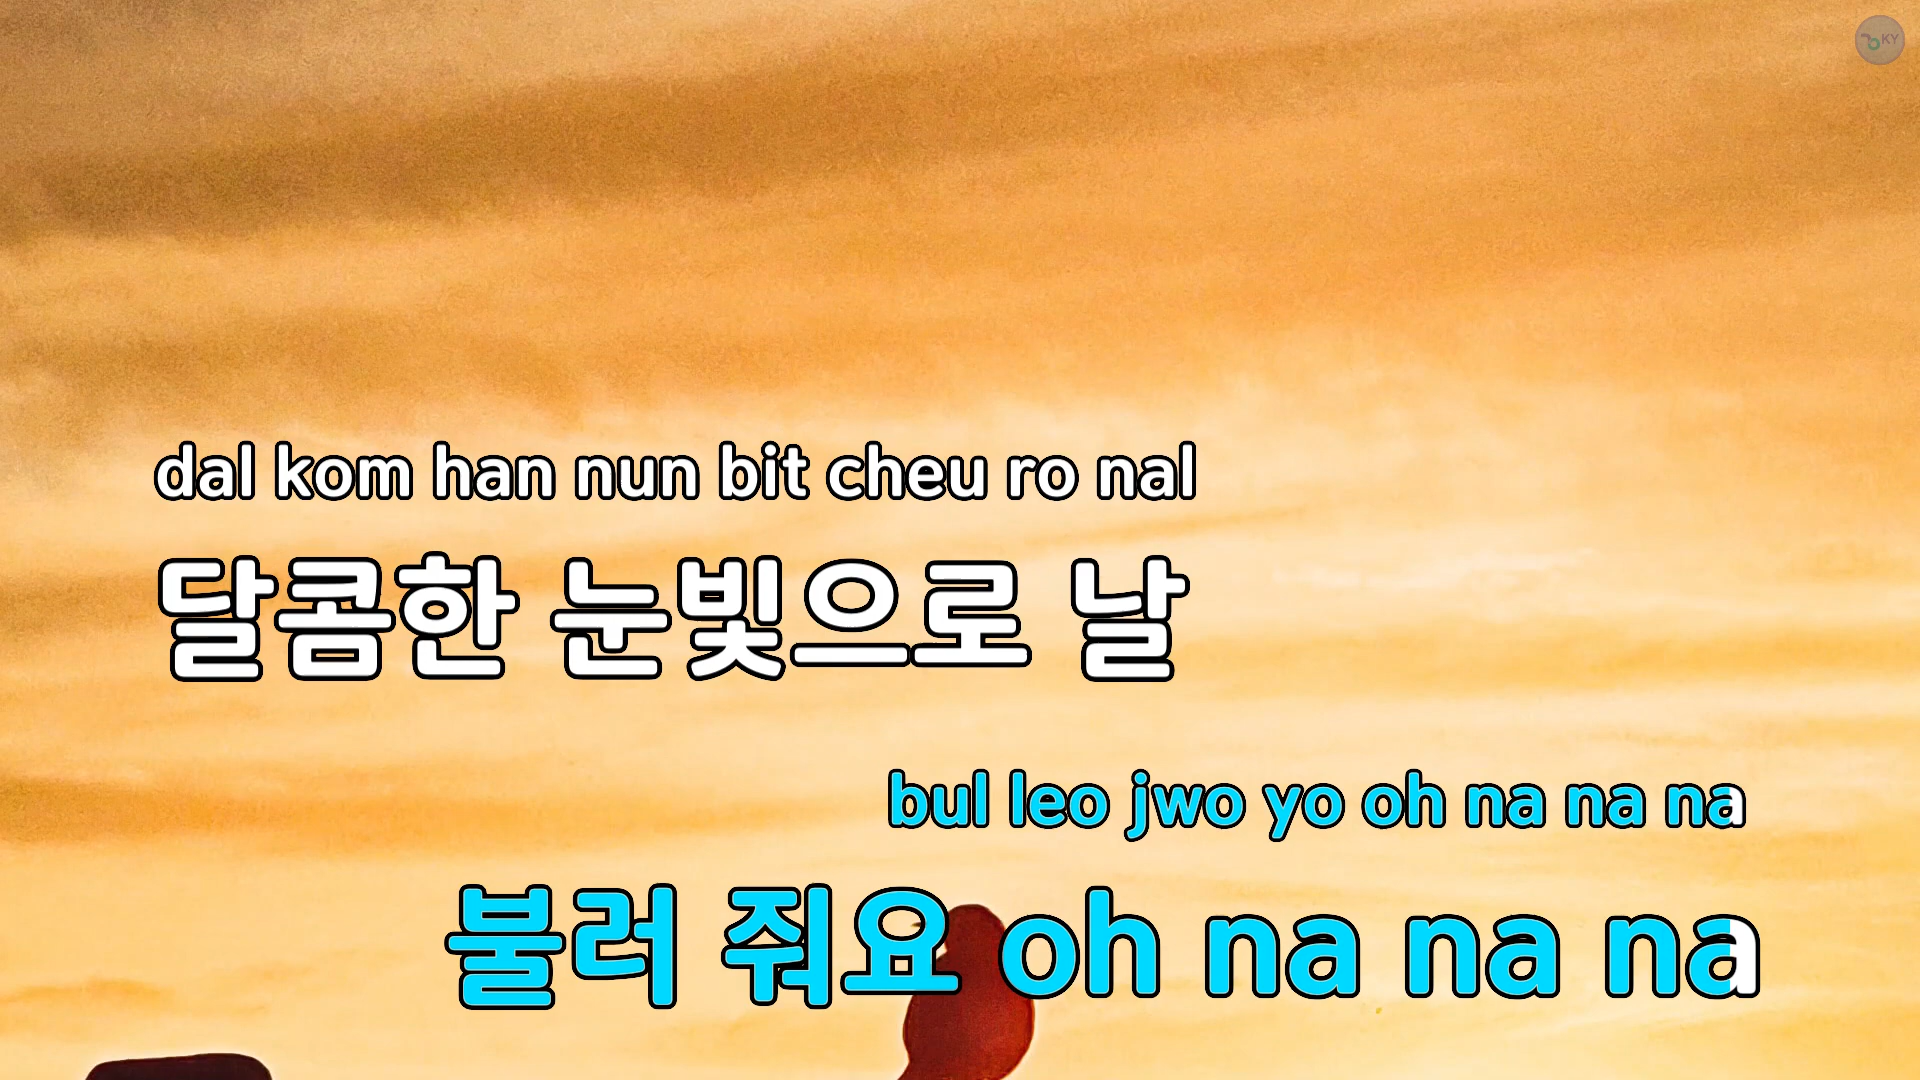 KY
dal kom han nun bit cheu ro nal
달콤한 눈빛으로 날
bul leo jwo yo oh na na na
불러 줘요 oh na na na